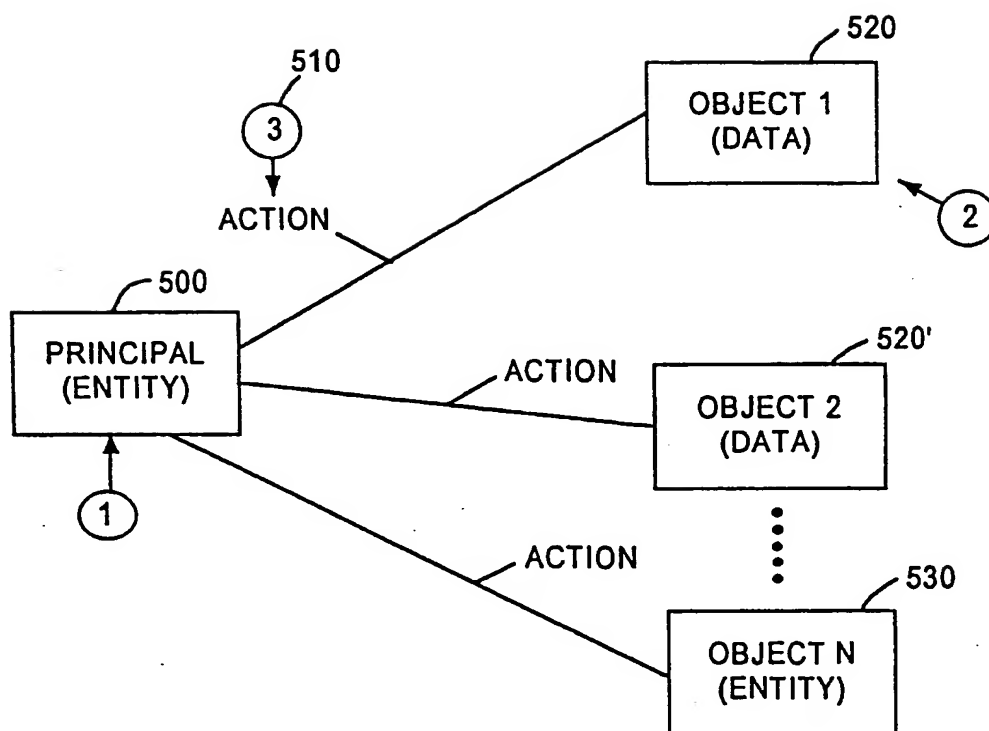 510
520
3
OBJECT 1
(DATA)
ACTION
2
500
PRINCIPAL
(ENTITY)
520'
ACTION
OBJECT 2
(DATA)
1
ACTION
530
OBJECT N
(ENTITY)